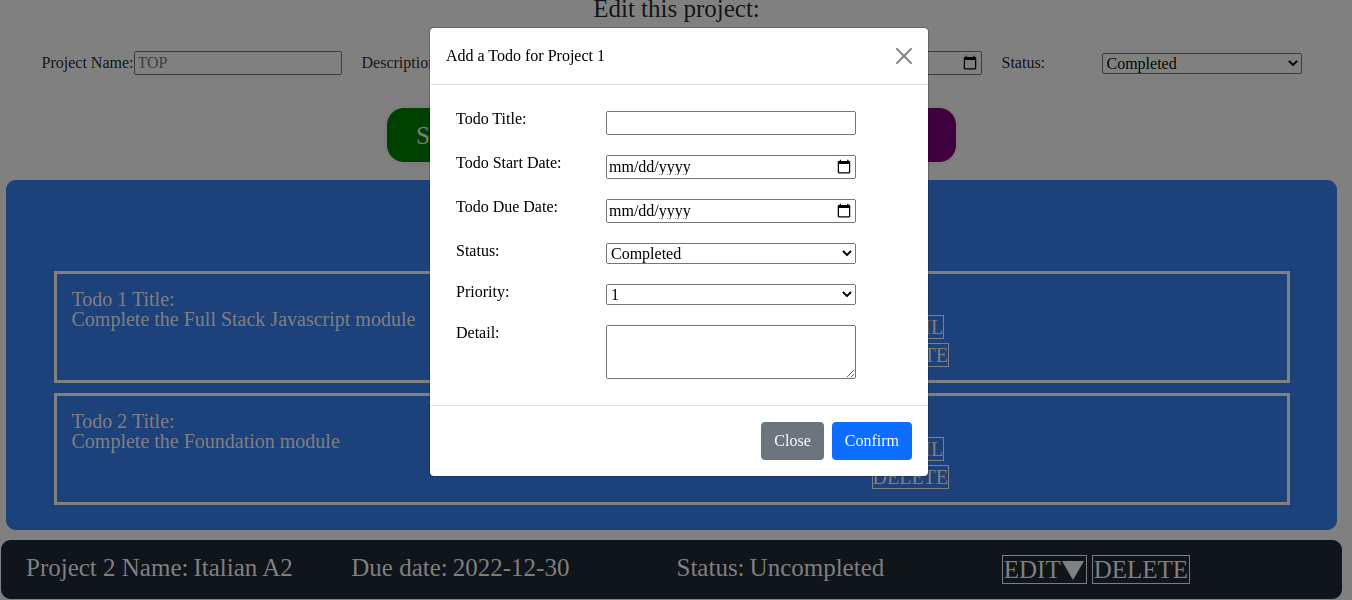 Edit this project:
Add a Todo for Project 1
Project Name: TOP
Status: Completed
Todo Title:
Todo Start Date: mm/dd/yyyy
Todo Due Date: mm/dd/yyyy
Status: Completed
Priority: 1
Detail:
Close Confirm
Todo 1 Title:
Complete the Full Stack Javascript module
Todo 2 Title:
Complete the Foundation module
DELETE
Project 2 Name: Italian A2 Due date: 2022-12-30 Status: Uncompleted EDIT▼ DELETE